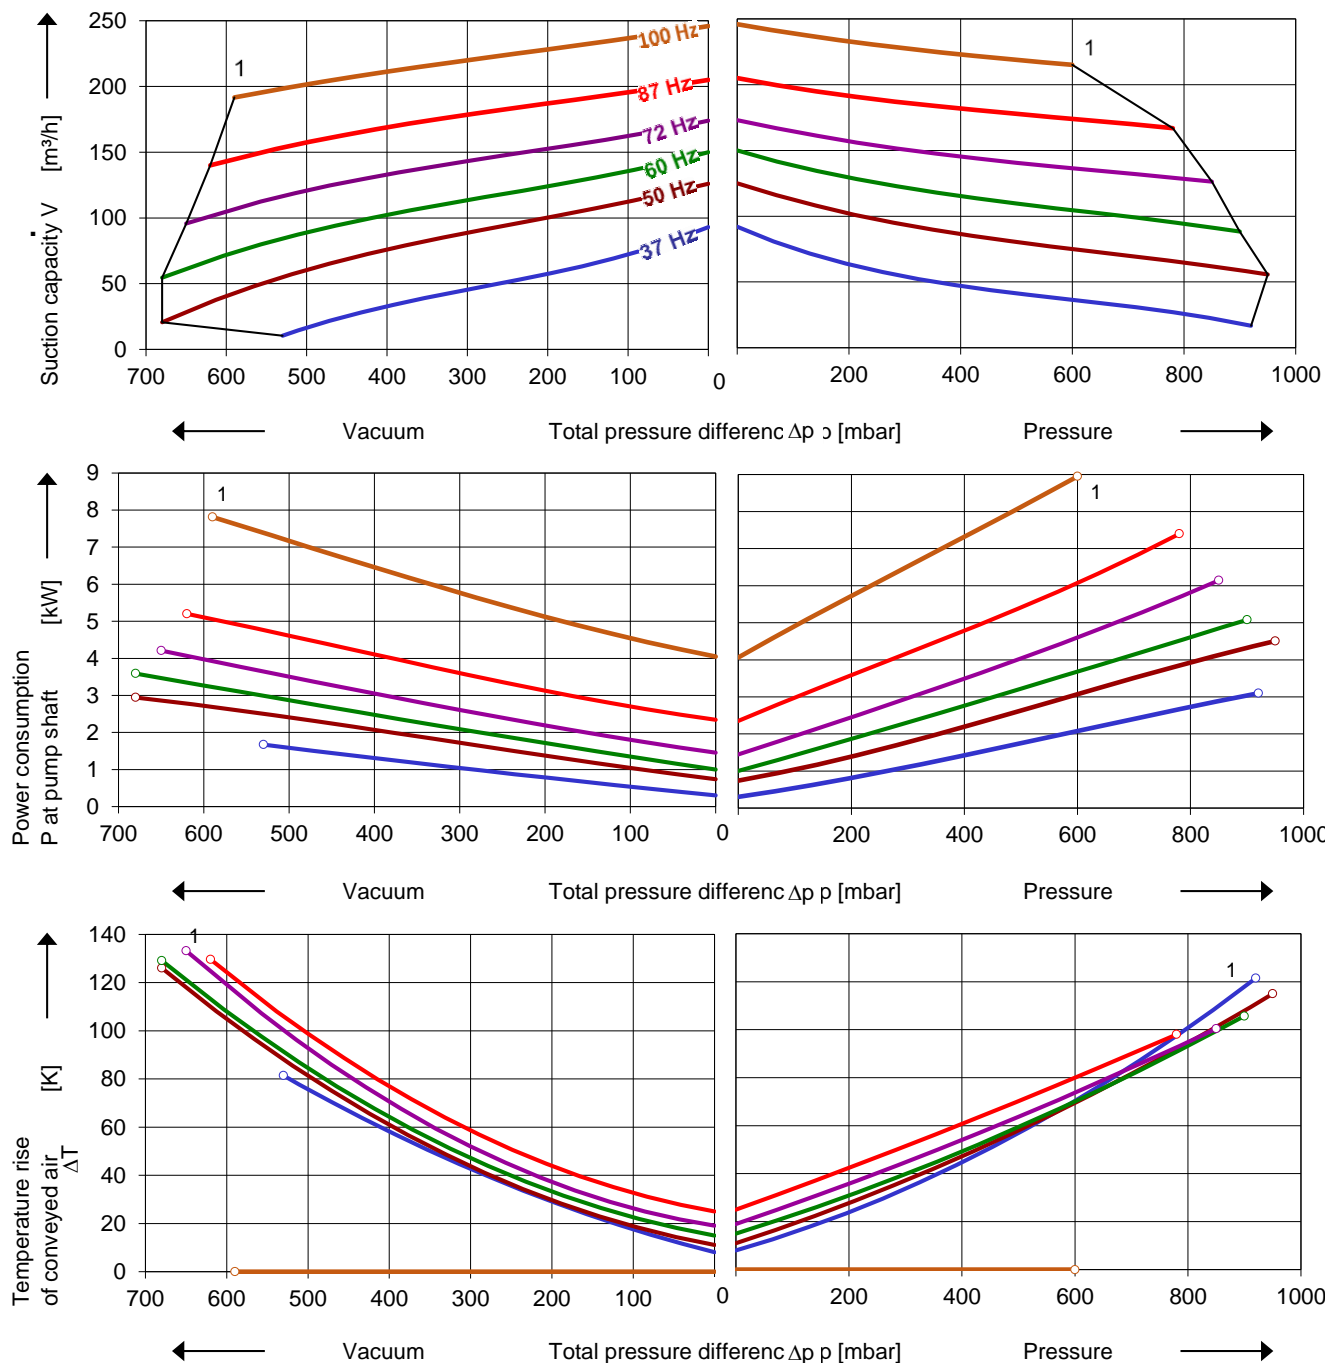 250
200
150
100
50
0
Suction capacity V̇ [m³/h]
1
100 Hz
87 Hz
72 Hz
60 Hz
50 Hz
37 Hz
1
700 600 500 400 300 200 100 0 200 400 600 800 1000
Vacuum Total pressure differenc Δp p [mbar] Pressure
9
8
7
6
5
4
3
2
1
0
Power consumption
P at pump shaft [kW]
1
1
700 600 500 400 300 200 100 0 200 400 600 800 1000
Vacuum Total pressure differenc Δp p [mbar] Pressure
140
120
100
80
60
40
20
0
Temperature rise
of conveyed air
ΔT [K]
1
1
700 600 500 400 300 200 100 0 200 400 600 800 1000
Vacuum Total pressure differenc Δp p [mbar] Pressure